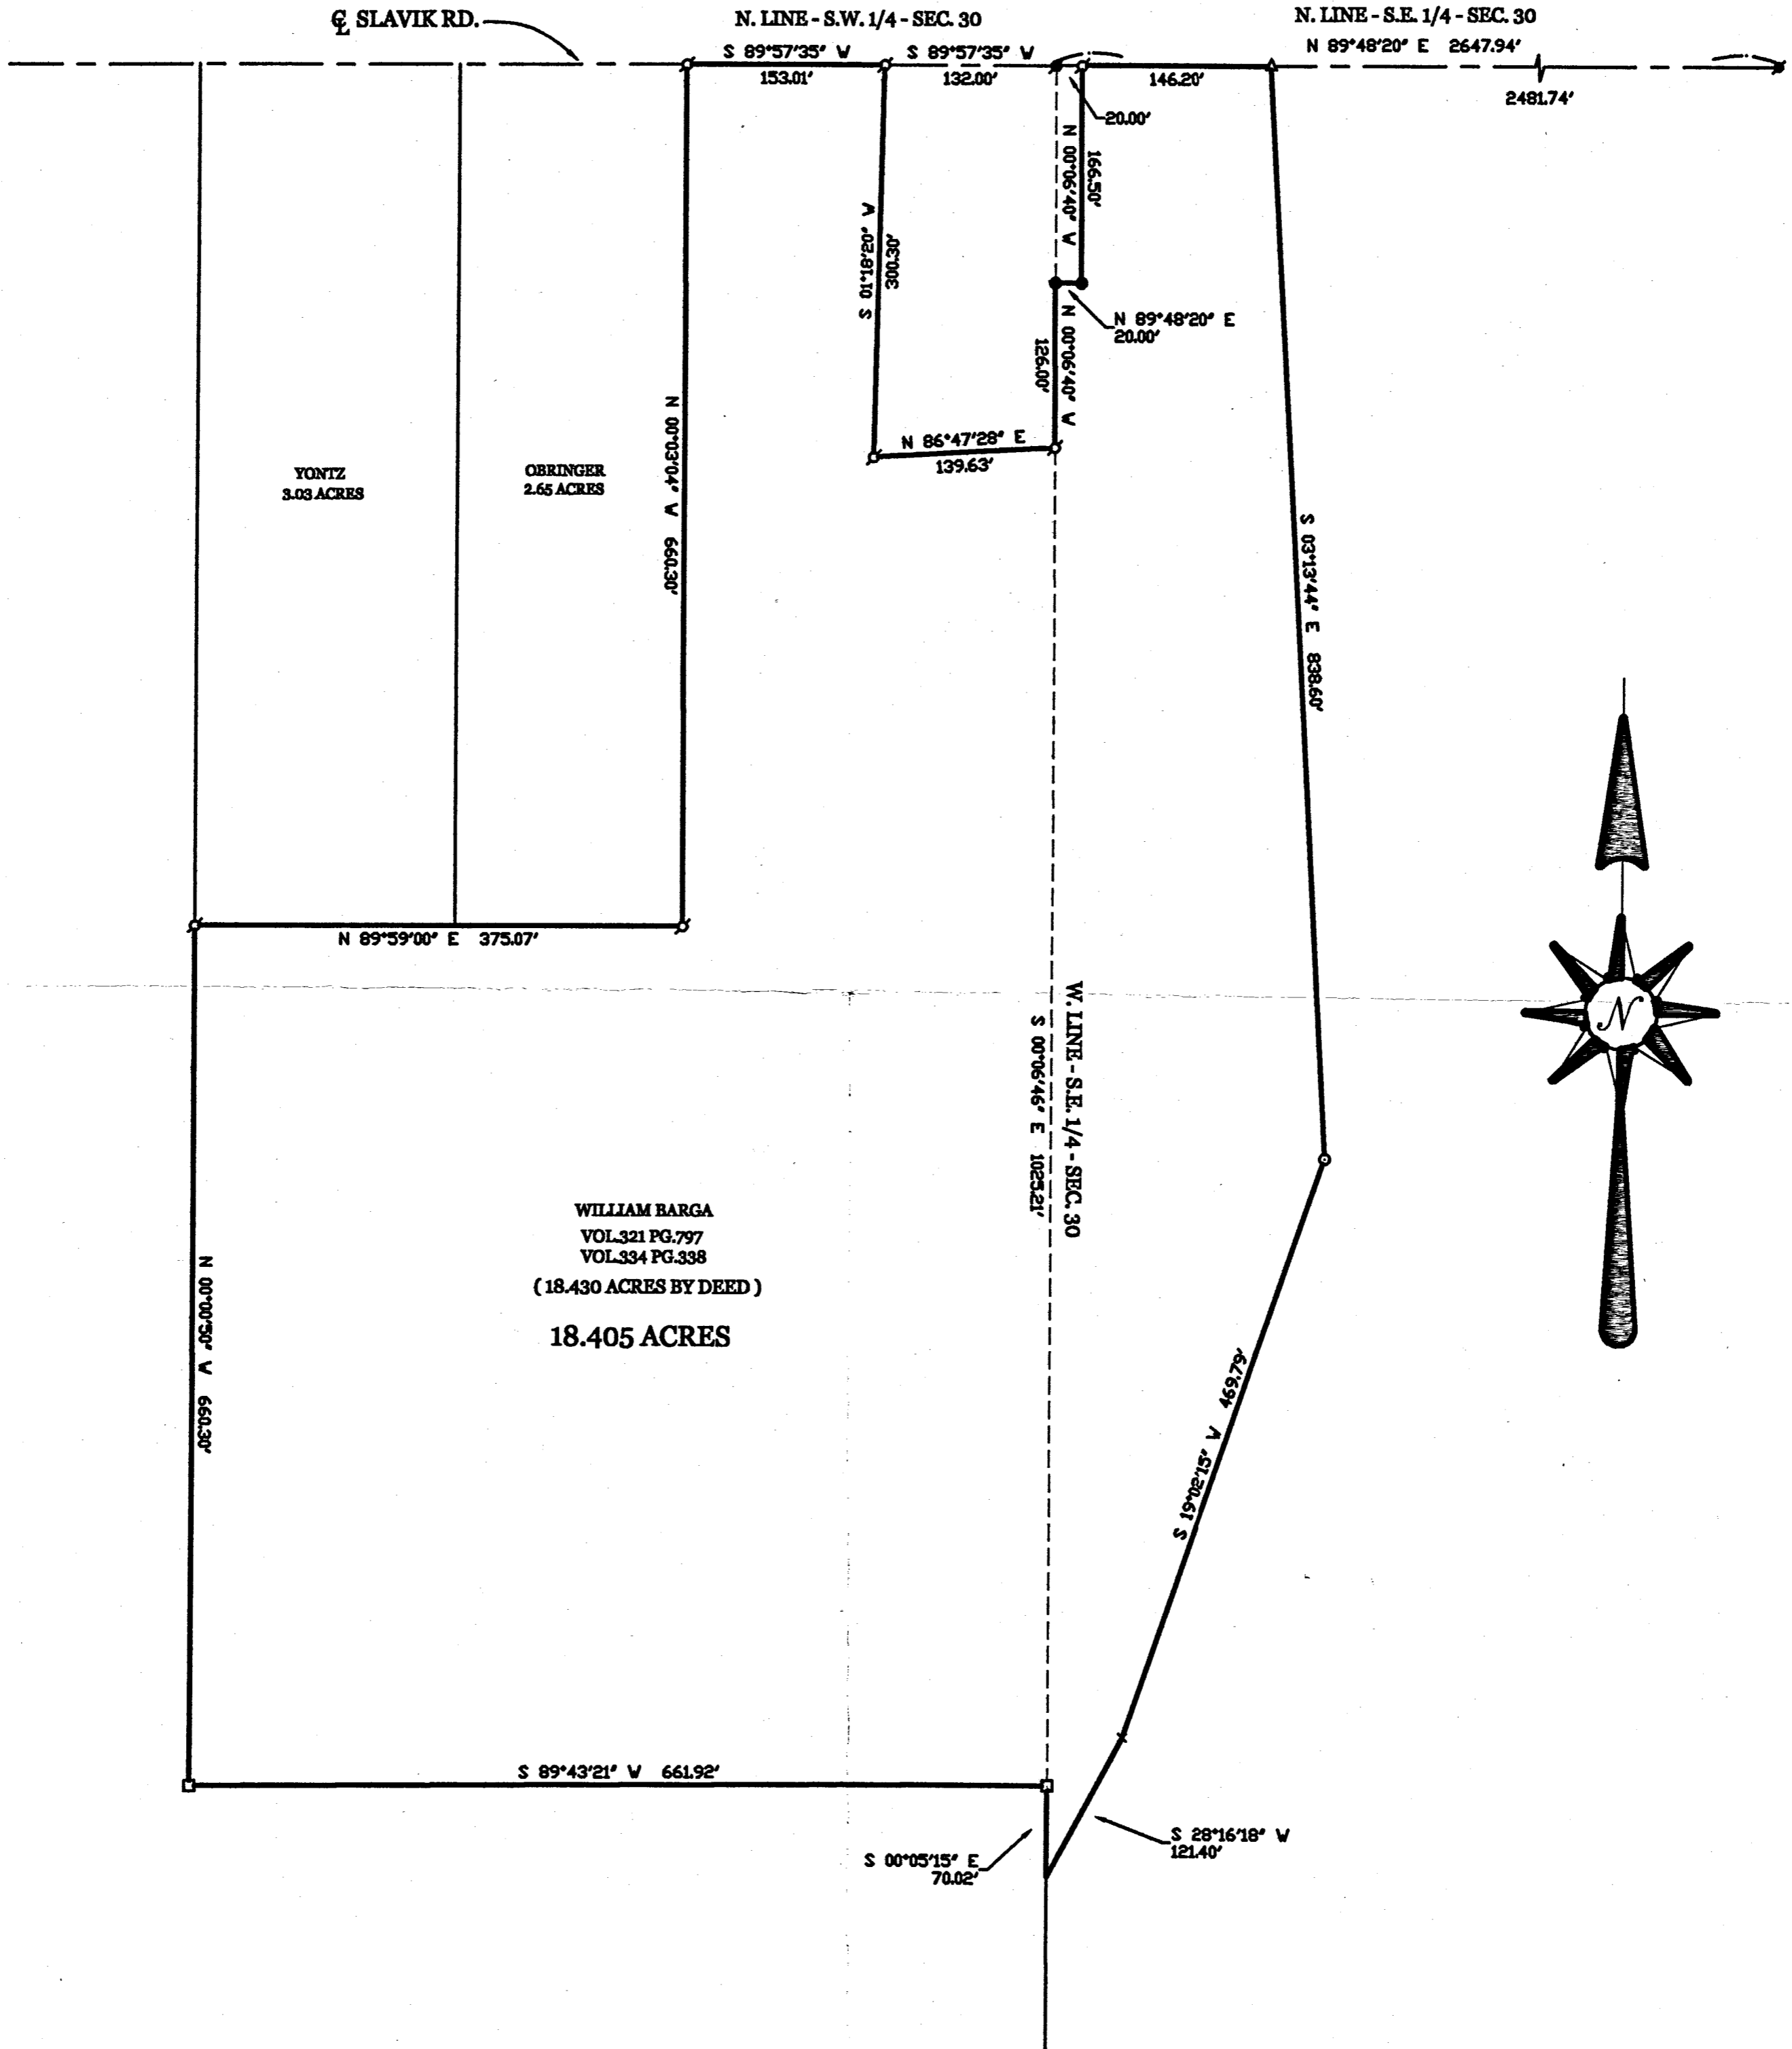 ℄ SLAVIK RD.
N. LINE - S.W. 1/4 - SEC. 30
N. LINE - S.E. 1/4 - SEC. 30
N 89°48'20" E 2647.94'
S 89°57'35" W
153.01'
S 89°57'35" W
132.00'
146.20'
2481.74'
20.00'
N 00°06'40" W
166.50'
S 01°18'20" W
300.30'
N 89°48'20" E
20.00'
N 00°06'40" W
126.00'
N 86°47'28" E
139.63'
N 00°03'04" W 660.30'
YONTZ
3.03 ACRES
OBRINGER
2.65 ACRES
S 03°13'44" E 838.60'
N 89°59'00" E 375.07'
W. LINE - S.E. 1/4 - SEC. 30
S 00°06'46" E 1025.21'
N
WILLIAM BARGA
VOL.321 PG.797
VOL.334 PG.338
( 18.430 ACRES BY DEED )
18.405 ACRES
N 00°00'50" W 660.30'
S 19°02'15" W 469.79'
S 89°43'21" W 661.92'
S 28°16'18" W
121.40'
S 00°05'15" E
70.02'